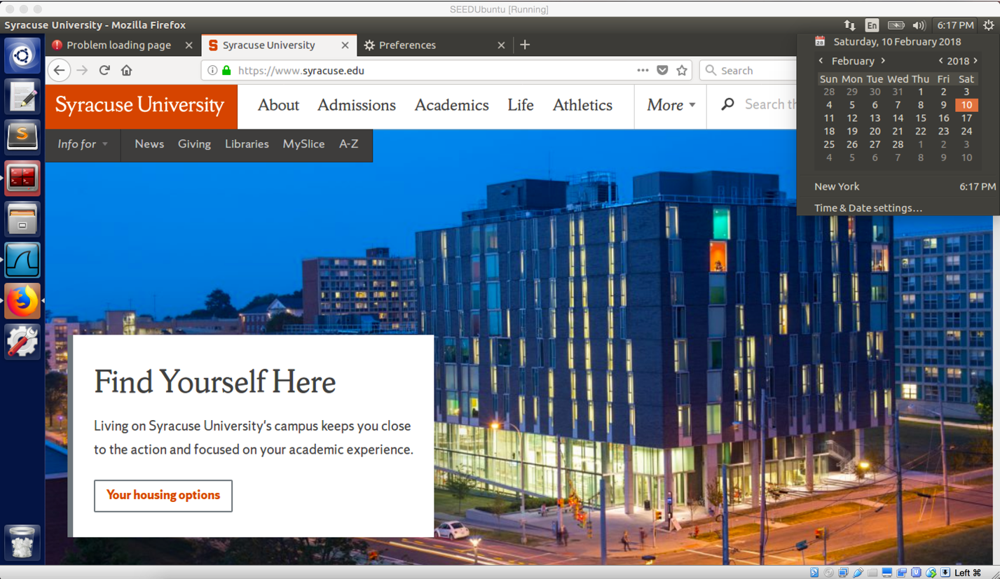 SEEDUbuntu [Running]
Syracuse University - Mozilla Firefox
En
6:17 PM
Problem loading page
Syracuse University
Preferences
https://www.syracuse.edu
Search
Saturday, 10 February 2018
February
2018
Sun Mon Tue Wed Thu Fri Sat
28 29 30 31 1 2 3
4 5 6 7 8 9 10
11 12 13 14 15 16 17
18 19 20 21 22 23 24
25 26 27 28 1 2 3
4 5 6 7 8 9 10
New York 6:17 PM
Time & Date settings…
Syracuse University
About Admissions Academics Life Athletics More
Search th
Info for News Giving Libraries MySlice A-Z
Find Yourself Here
Living on Syracuse University's campus keeps you close
to the action and focused on your academic experience.
Your housing options
Left ⌘